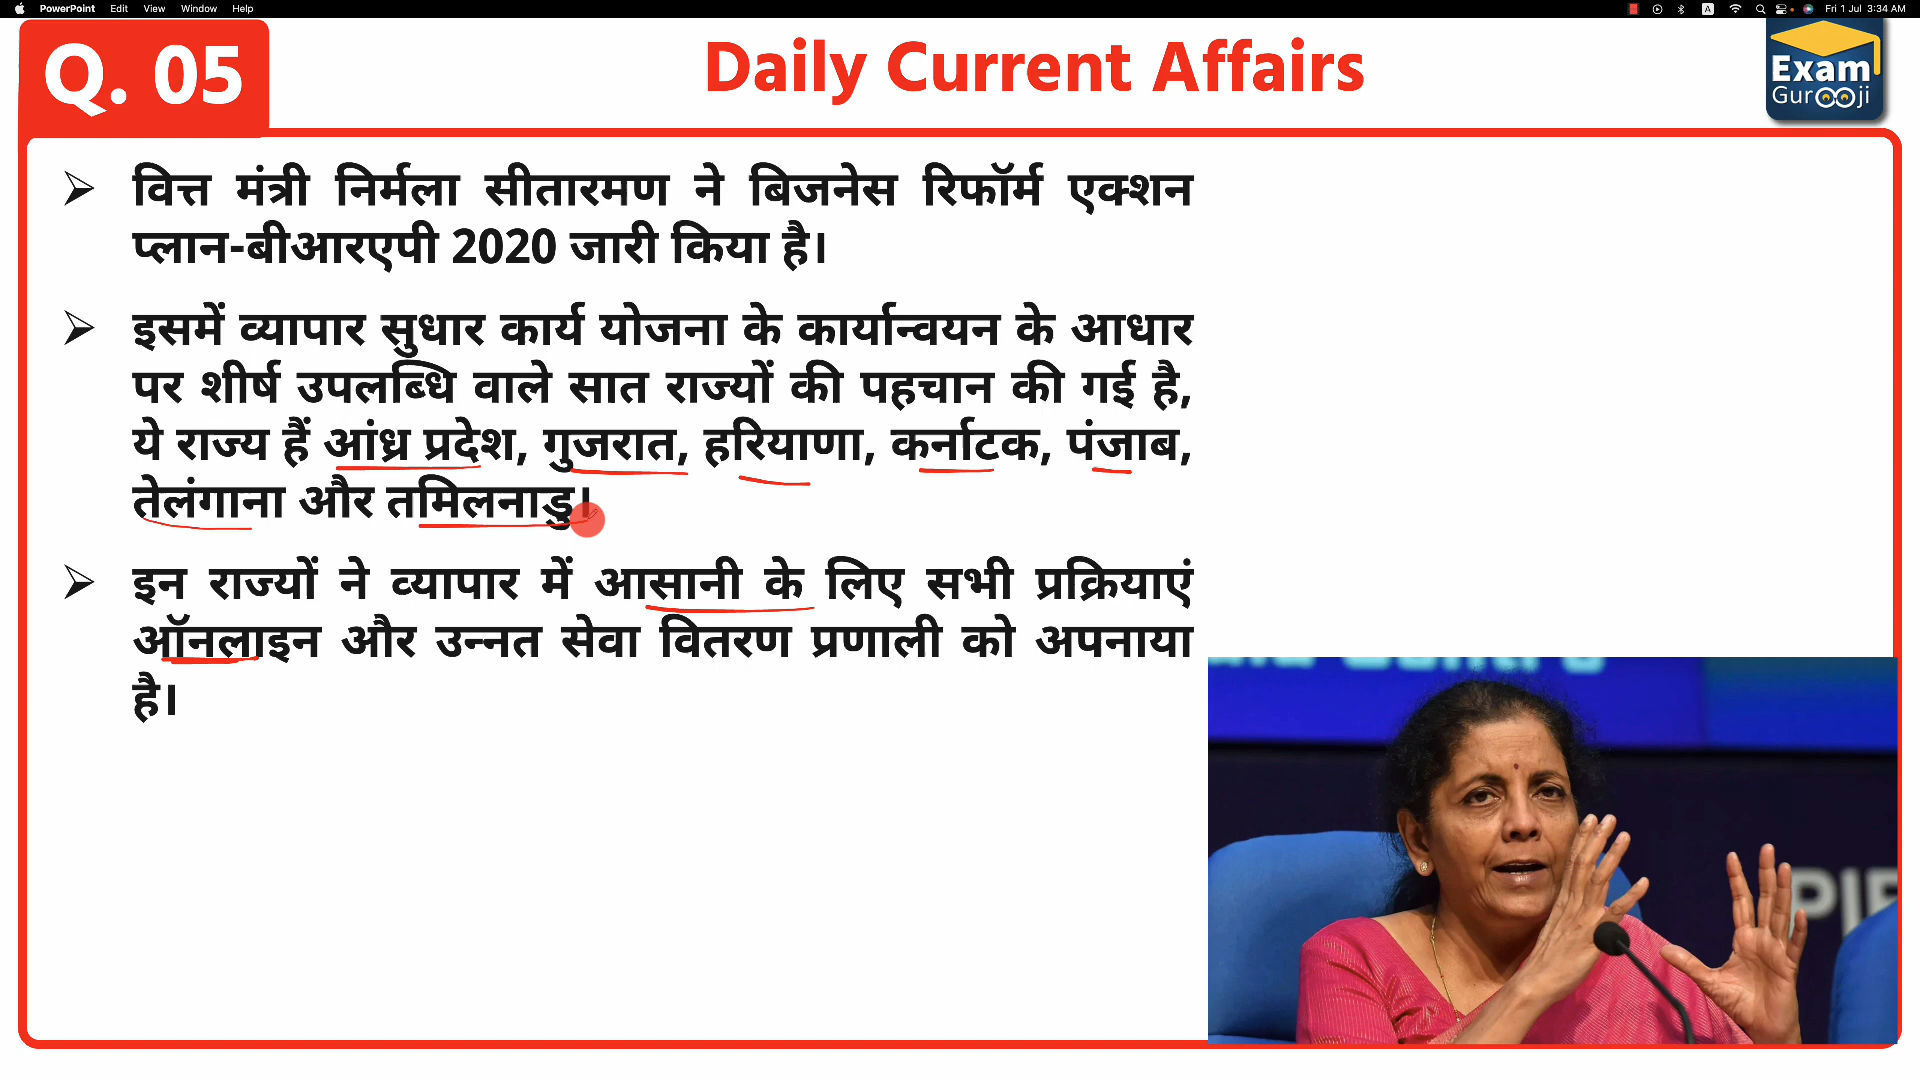 PowerPoint Edit View Window Help
A Fri 1 Jul 3:34 AM
Q. 05
Daily Current Affairs
Exam
Gurooji
➢ वित्त मंत्री निर्मला सीतारमण ने बिजनेस रिफॉर्म एक्शन
प्लान-बीआरएपी 2020 जारी किया है।
➢ इसमें व्यापार सुधार कार्य योजना के कार्यान्वयन के आधार
पर शीर्ष उपलब्धि वाले सात राज्यों की पहचान की गई है,
ये राज्य हैं आंध्र प्रदेश, गुजरात, हरियाणा, कर्नाटक, पंजाब,
तेलंगाना और तमिलनाडु।
➢ इन राज्यों ने व्यापार में आसानी के लिए सभी प्रक्रियाएं
ऑनलाइन और उन्नत सेवा वितरण प्रणाली को अपनाया
है।